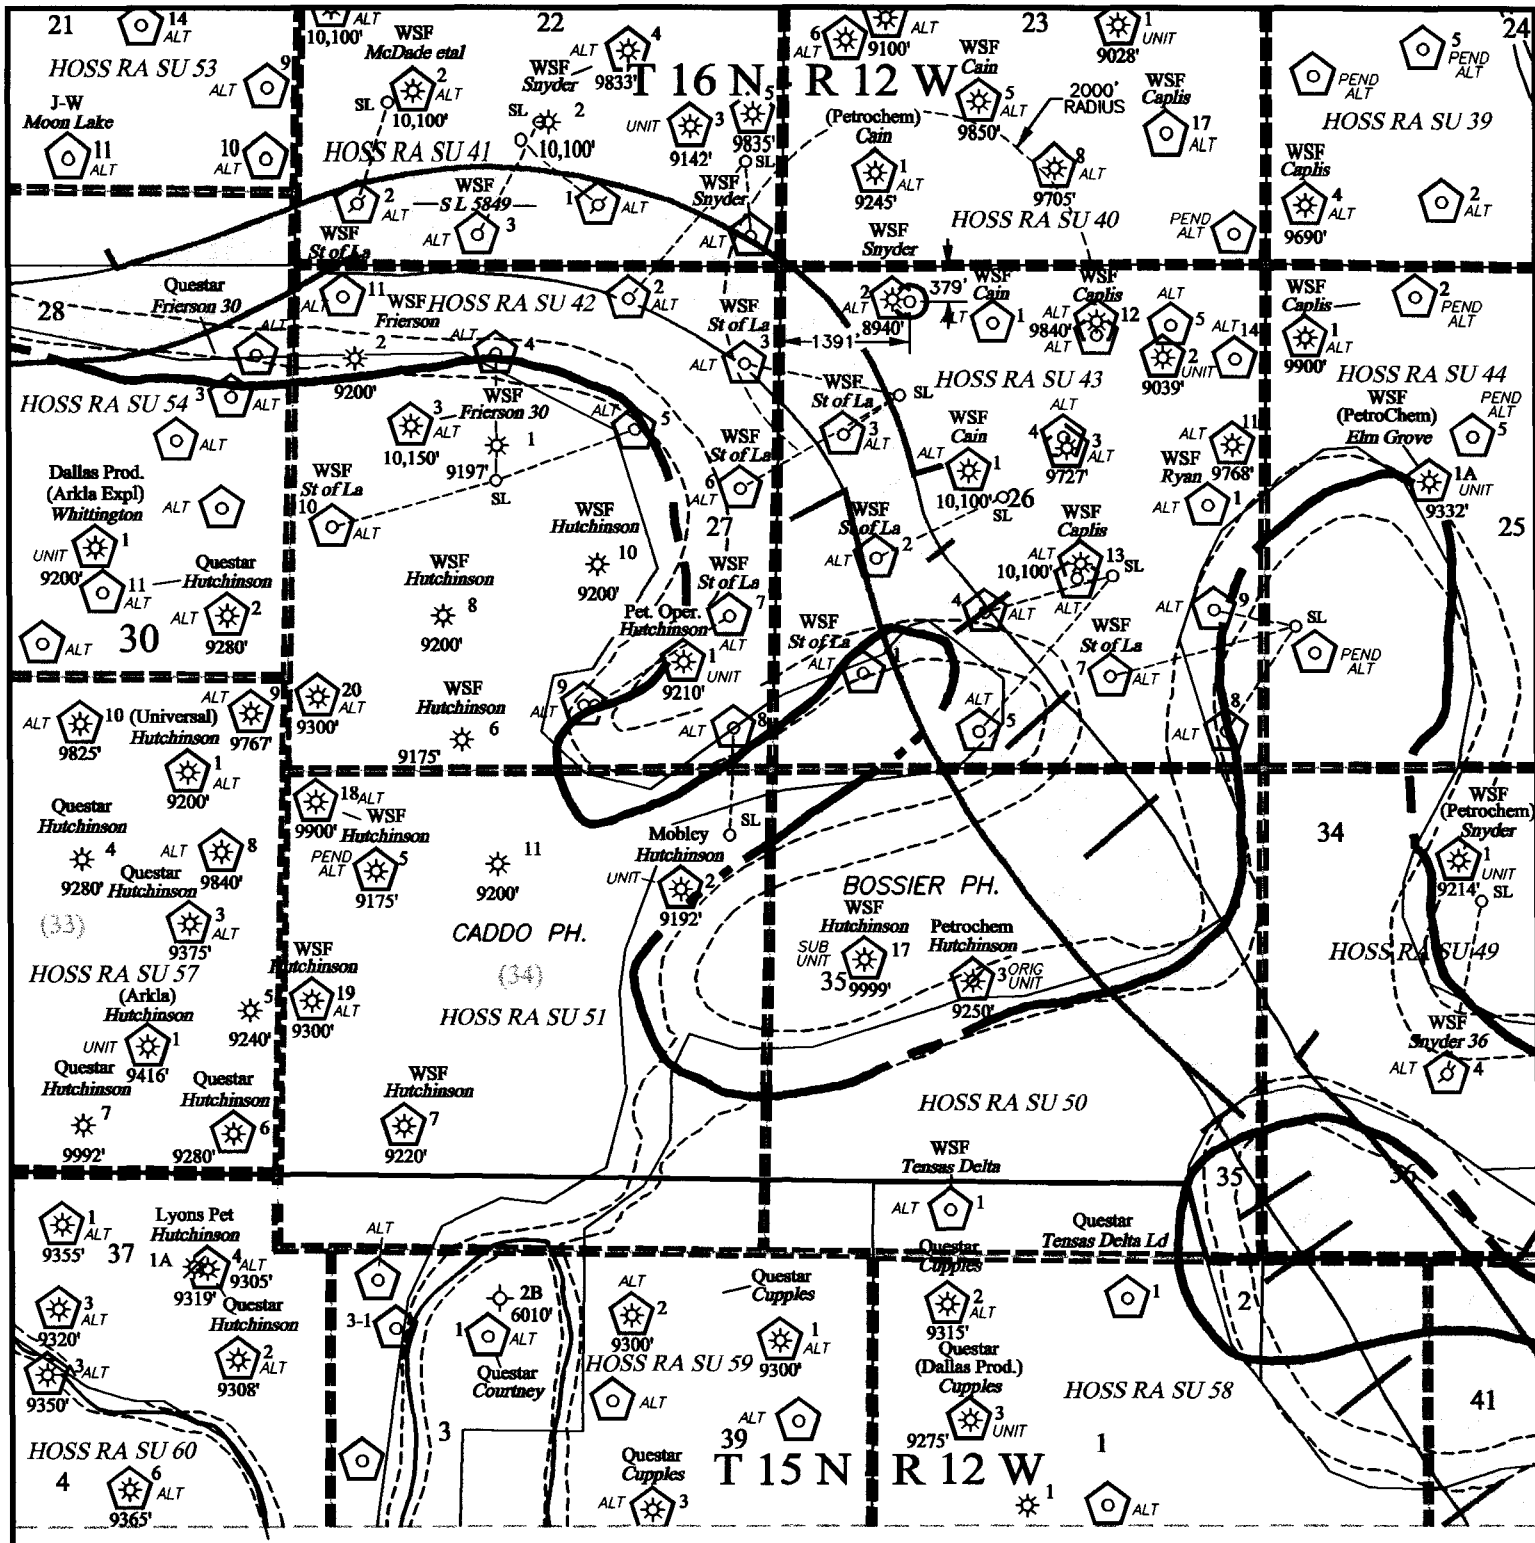 21
14
ALT
HOSS RA SU 53
9
ALT
J-W
Moon Lake
11
ALT
10
ALT
10,100'
ALT
WSF
McDade etal
2
ALT
SL
10,100'
22
ALT
4
9833'
WSF
Snyder
SL
2
10,100'
HOSS RA SU 41
UNIT
3
9142'
5
9835'
SL
T 16 N - R 12 W
6
ALT
9100'
ALT
23
1
UNIT
9028'
WSF
Cain
5
ALT
9850'
2000'
RADIUS
WSF
Caplis
17
ALT
(Petrochem)
Cain
1
ALT
9245'
8
ALT
9705'
HOSS RA SU 40
PEND
ALT
24
5
PEND
ALT
PEND
ALT
HOSS RA SU 39
WSF
Caplis
4
ALT
9690'
2
ALT
2
ALT
WSF
S L 5849
ALT
3
1
ALT
WSF
Snyder
ALT
WSF
St of La
ALT
11
WSF
Frierson
HOSS RA SU 42
2
ALT
WSF
St of La
3
ALT
WSF
Snyder
2
ALT
8940'
379'
1391
WSF
Cain
ALT
1
WSF
Caplis
12
ALT
9840'
ALT
ALT
5
2
UNIT
9039'
ALT
14
HOSS RA SU 43
WSF
Caplis
1
ALT
9900'
2
PEND
ALT
HOSS RA SU 44
WSF
(PetroChem)
Elm Grove
1A
UNIT
9332'
PEND
ALT
5
25
28
Questar
Frierson 30
ALT
3
ALT
HOSS RA SU 54
ALT
2
9200'
ALT
4
3
ALT
10,150'
WSF
Frierson 30
1
9197'
SL
ALT
5
WSF
St of La
10
ALT
WSF
St of La
6
ALT
27
WSF
St of La
3
ALT
SL
WSF
Cain
1
10,100'
26
SL
ALT
4
3
ALT
9727'
ALT
11
9768'
WSF
Ryan
ALT
1
WSF
St of La
ALT
2
WSF
Caplis
ALT
13
10,100'
ALT
SL
Dallas Prod.
(Arkla Expl)
Whittington
UNIT
1
9200'
ALT
11
ALT
Questar
Hutchinson
ALT
2
9280'
ALT
30
WSF
Hutchinson
8
9200'
WSF
Hutchinson
10
9200'
WSF
St of La
7
ALT
Pet. Oper.
Hutchinson
1
UNIT
9210'
WSF
St of La
ALT
1
4
ALT
ALT
5
WSF
St of La
7
ALT
ALT
9
SL
PEND
ALT
8
ALT
20
ALT
9300'
WSF
Hutchinson
6
9175'
9
ALT
ALT
8
SL
ALT
10
9825'
(Universal)
Hutchinson
ALT
9
9767'
1
ALT
9200'
Questar
Hutchinson
4
9280'
ALT
8
9840'
Questar
Hutchinson
3
ALT
9375'
(33)
HOSS RA SU 57
(Arkla)
Hutchinson
UNIT
1
9416'
5
9240'
Questar
Hutchinson
7
9992'
Questar
Hutchinson
6
9280'
18 ALT
9900'
WSF
Hutchinson
PEND
ALT
5
9175'
11
9200'
CADDO PH.
(34)
WSF
Hutchinson
19
ALT
9300'
HOSS RA SU 51
WSF
Hutchinson
7
9220'
Mobley
Hutchinson
UNIT
2
9192'
BOSSIER PH.
WSF
Hutchinson
SUB
UNIT
17
35
9999'
Petrochem
Hutchinson
3
ORIG
UNIT
9250'
HOSS RA SU 50
34
WSF
(Petrochem)
Snyder
1
UNIT
9214'
SL
HOSS RA SU 49
WSF
Snyder 36
ALT
4
WSF
Tensas Delta
ALT
1
35
36
Questar
Tensas Delta Ld
1
ALT
9355'
37
Lyons Pet
Hutchinson
1A
4
ALT
9305'
9319'
3
ALT
9320'
Questar
Hutchinson
2
ALT
9308'
3
ALT
9350'
HOSS RA SU 60
4
6
ALT
9365'
ALT
3-1
2B
6010'
1
ALT
Questar
Courtney
3
ALT
2
9300'
Questar
Cupples
1
ALT
9300'
HOSS RA SU 59
ALT
ALT
39
Questar
Cupples
ALT
3
T 15 N - R 12 W
Questar
Cupples
2
ALT
9315'
Questar
(Dallas Prod.)
Cupples
3
UNIT
9275'
1
2
HOSS RA SU 58
1
1
ALT
41